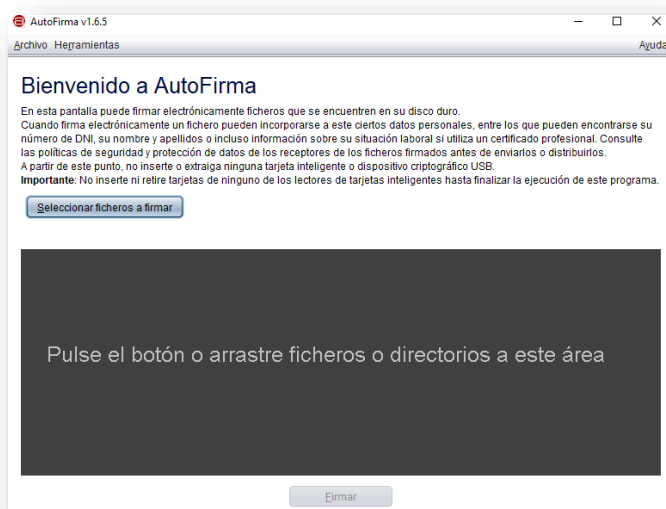 AutoFirma v1.6.5
Archivo Herramientas Ayuda
Bienvenido a AutoFirma
En esta pantalla puede firmar electrónicamente ficheros que se encuentren en su disco duro.
Cuando firma electrónicamente un fichero pueden incorporarse a este ciertos datos personales, entre los que pueden encontrarse su
número de DNI, su nombre y apellidos o incluso información sobre su situación laboral si utiliza un certificado profesional. Consulte
las políticas de seguridad y protección de datos de los receptores de los ficheros firmados antes de enviarlos o distribuirlos.
A partir de este punto, no inserte o extraiga ninguna tarjeta inteligente o dispositivo criptográfico USB.
Importante: No inserte ni retire tarjetas de ninguno de los lectores de tarjetas inteligentes hasta finalizar la ejecución de este programa.
Seleccionar ficheros a firmar
Pulse el botón o arrastre ficheros o directorios a este área
Firmar